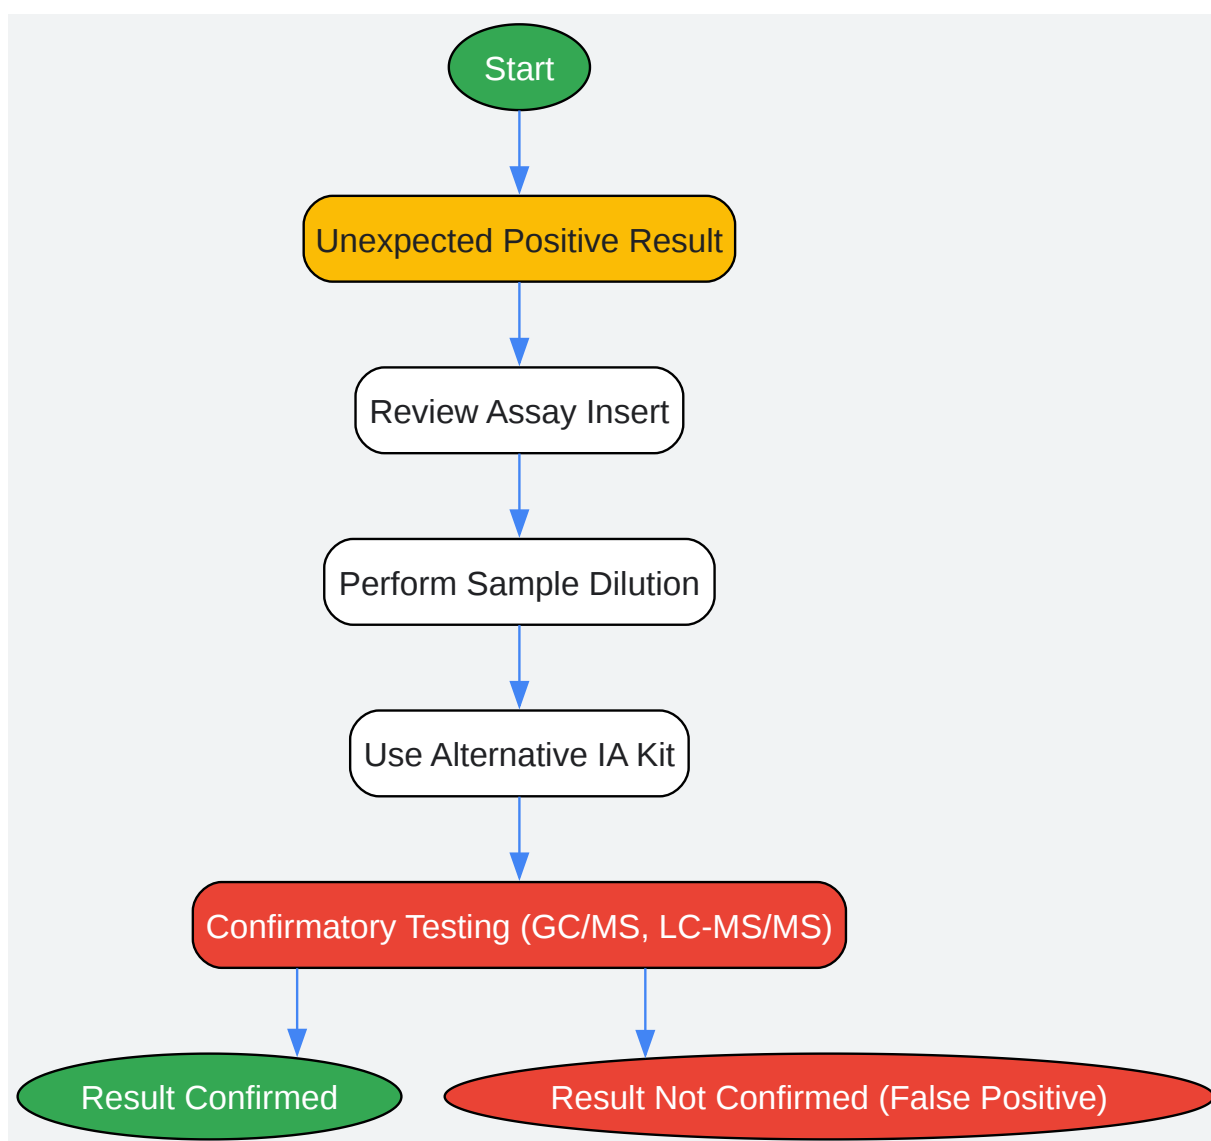 Start
Unexpected Positive Result
Review Assay Insert
Perform Sample Dilution
Use Alternative IA Kit
Confirmatory Testing (GC/MS, LC-MS/MS)
Result Confirmed
Result Not Confirmed (False Positive)